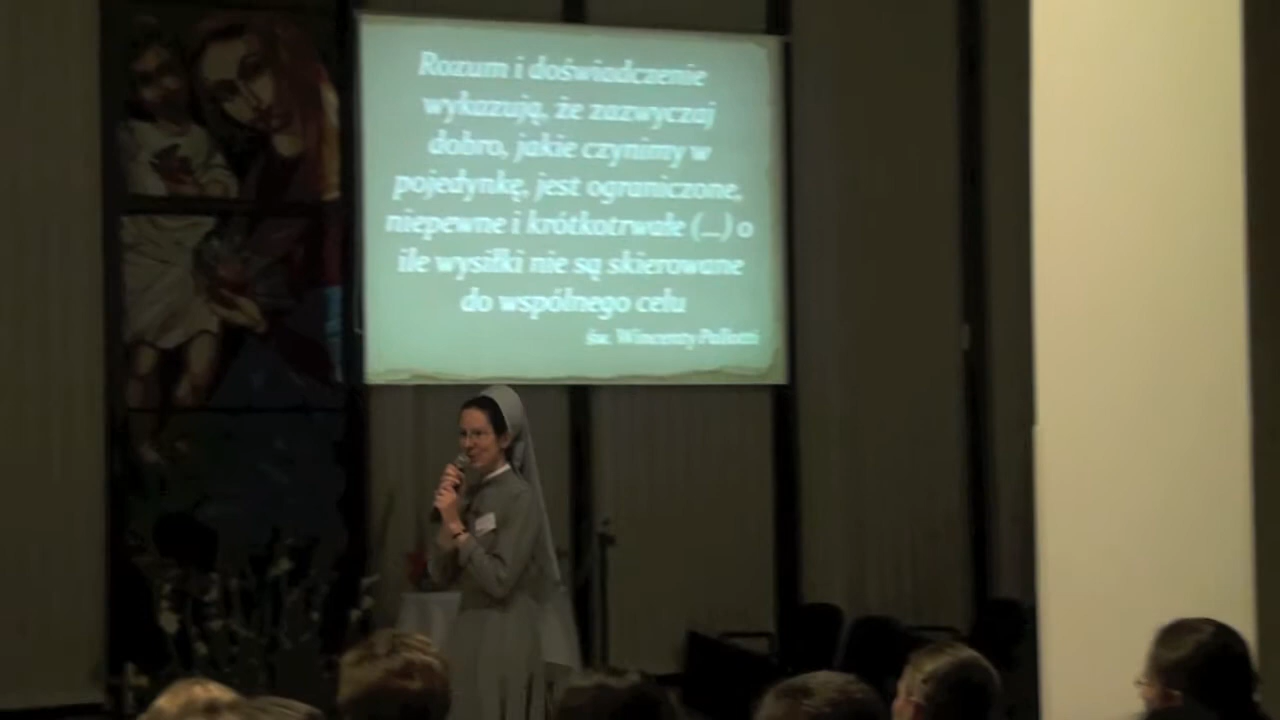 Rozum i doświadczenie
wykazują, że zazwyczaj
dobro, jakie czynimy w
pojedynkę, jest ograniczone,
niepewne i krótkotrwałe (...) o
ile wysiłki nie są skierowane
do wspólnego celu
św. Wincenty Pallotti